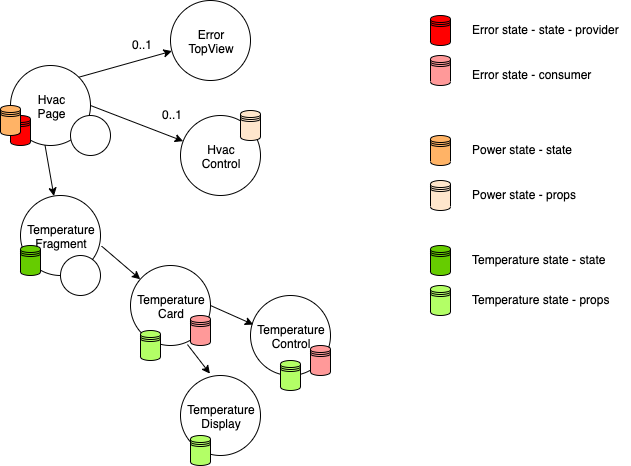 Error
TopView
0..1
Hvac
Page
0..1
Hvac
Control
Temperature
Fragment
Temperature
Card
Temperature
Control
Temperature
Display
Error state - state - provider
Error state - consumer
Power state - state
Power state - props
Temperature state - state
Temperature state - props